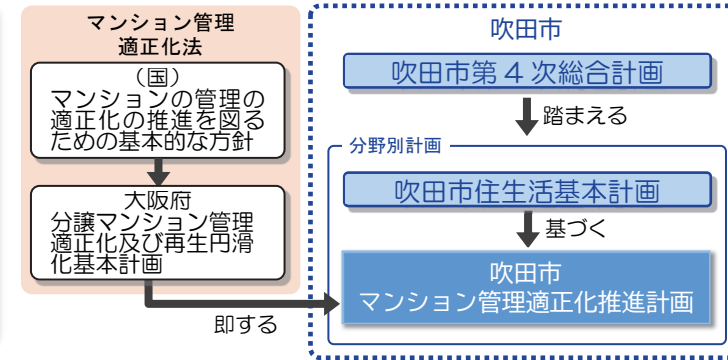 マンション管理
適正化法
（国）
マンションの管理の
適正化の推進を図る
ための基本的な方針
大阪府
分譲マンション管理
適正化及び再生円滑
化基本計画
即する
吹田市
吹田市第４次総合計画
踏まえる
分野別計画
吹田市住生活基本計画
基づく
吹田市
マンション管理適正化推進計画